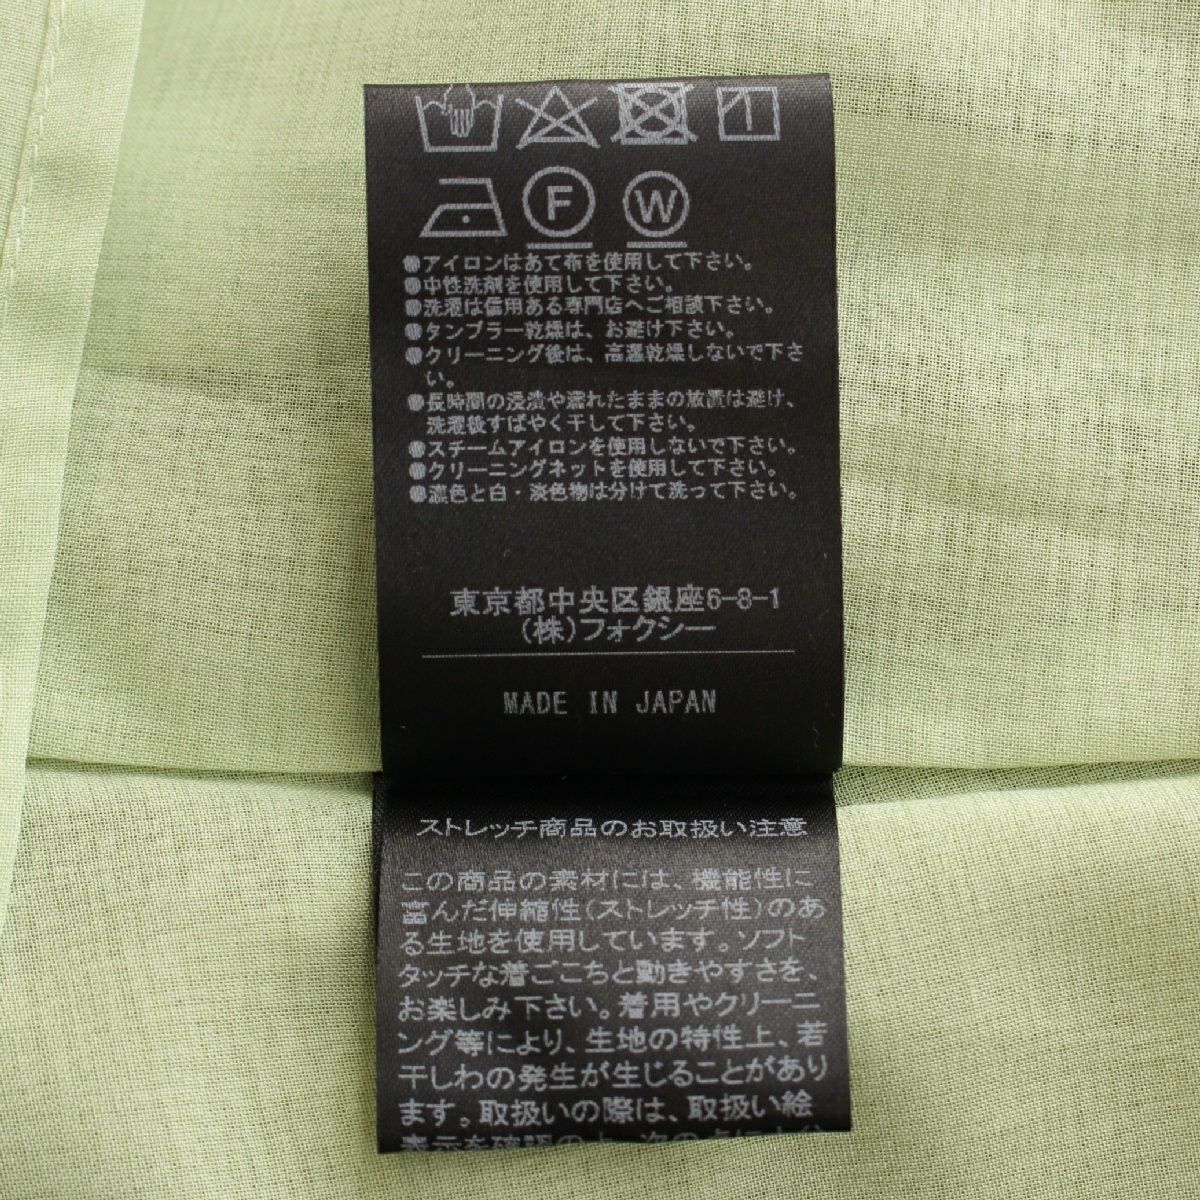 F W
●アイロンはあて布を使用して下さい。
●中性洗剤を使用して下さい。
●洗濯は信用ある専門店へご相談下さい。
●タンブラー乾燥は、お避け下さい。
●クリーニング後は、高温乾燥しないで下さ
い。
●長時間の浸漬や濡れたままの放置は避け、
洗濯後すばやく干して下さい。
●スチームアイロンを使用しないで下さい。
●クリーニングネットを使用して下さい。
●濃色と白・淡色物は分けて洗って下さい。
東京都中央区銀座6-8-1
(株)フォクシー
MADE IN JAPAN
ストレッチ商品のお取扱い注意
この商品の素材には、機能性に
富んだ伸縮性(ストレッチ性)のあ
る生地を使用しています。ソフト
タッチな着ごこちと動きやすさを、
お楽しみ下さい。着用やクリーニ
ング等により、生地の特性上、若
干しわの発生が生じることがあり
ます。取扱いの際は、取扱い絵
表示を確認の上、次の点に十分